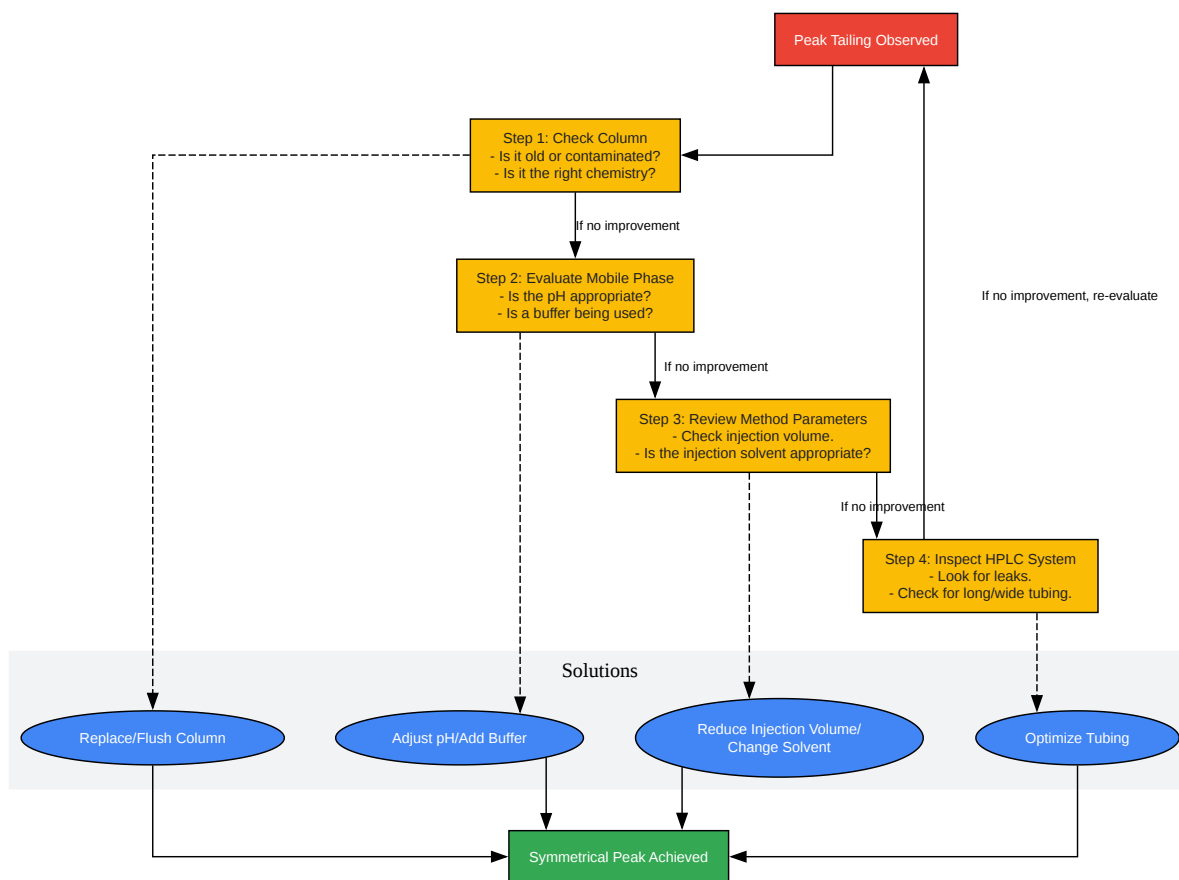 Peak Tailing Observed
Step 1: Check Column
- Is it old or contaminated?
- Is it the right chemistry?
If no improvement
Step 2: Evaluate Mobile Phase
- Is the pH appropriate?
- Is a buffer being used?
If no improvement, re-evaluate
If no improvement
Step 3: Review Method Parameters
- Check injection volume.
- Is the injection solvent appropriate?
If no improvement
Step 4: Inspect HPLC System
- Look for leaks.
- Check for long/wide tubing.
Solutions
Replace/Flush Column
Adjust pH/Add Buffer
Reduce Injection Volume/
Change Solvent
Optimize Tubing
Symmetrical Peak Achieved